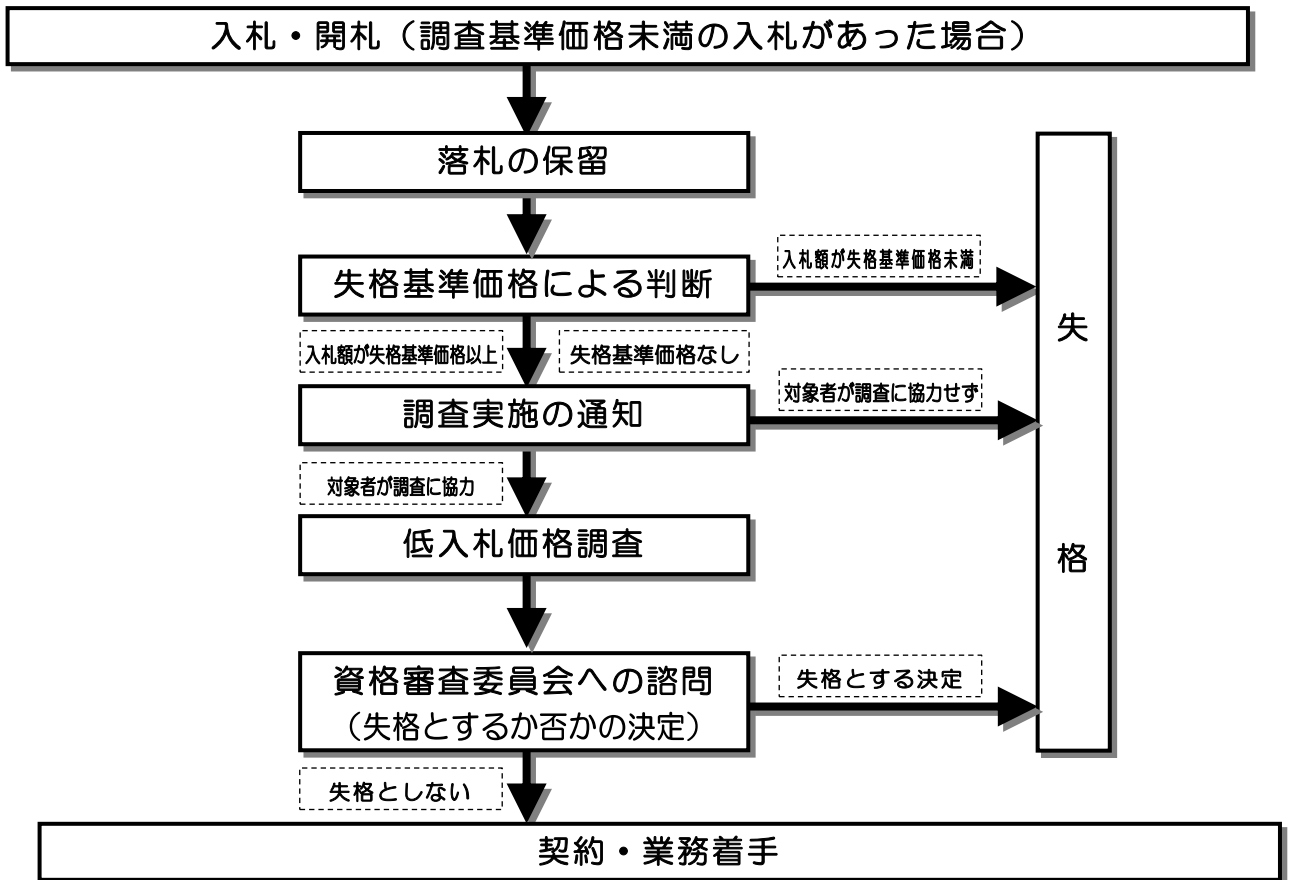 入札・開札（調査基準価格未満の入札があった場合）
落札の保留
失格基準価格による判断
入札額が失格基準価格未満
入札額が失格基準価格以上
失格基準価格なし
調査実施の通知
対象者が調査に協力せず
対象者が調査に協力
低入札価格調査
資格審査委員会への諮問
（失格とするか否かの決定）
失格とする決定
失格としない
失格
契約・業務着手